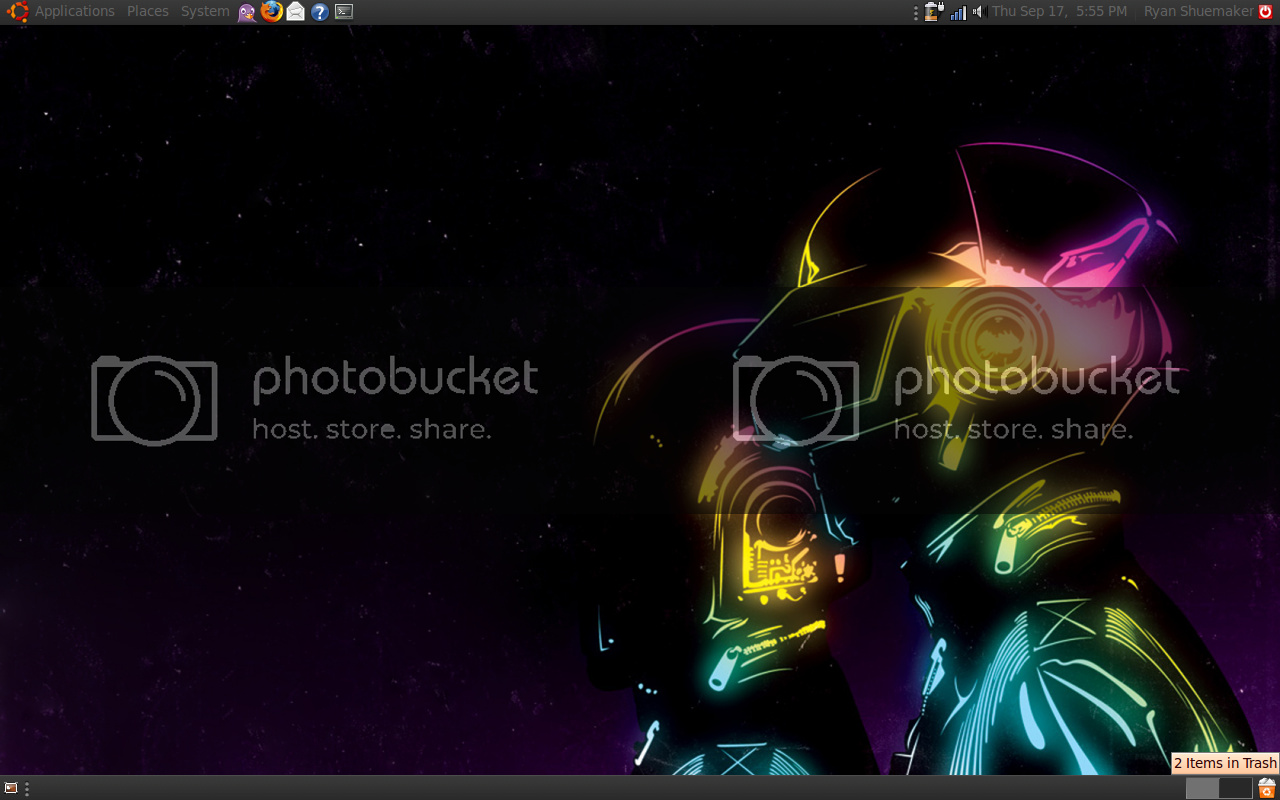 Applications Places System Thu Sep 17, 5:55 PM Ryan Shuemaker
photobucket photobucket
host. store. share. host. store. share.
2 Items in Trash